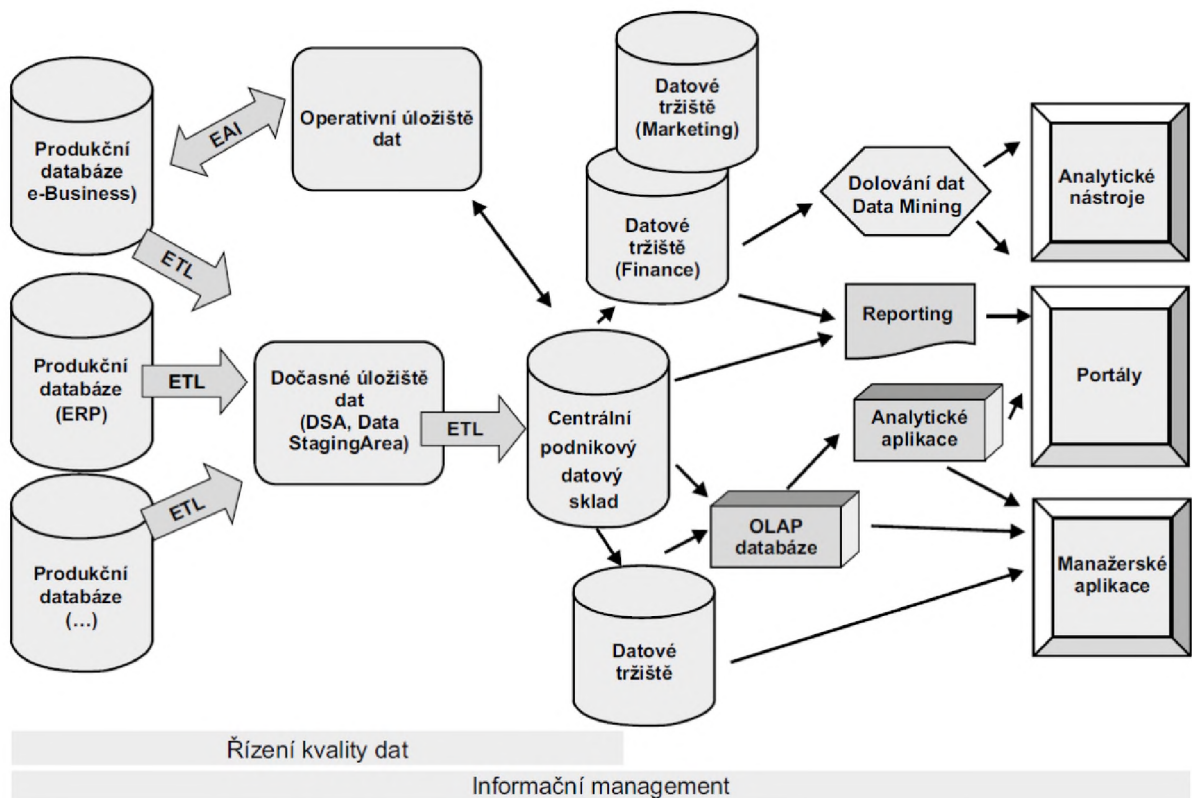 Produkční
databáze
e-Business)
EAI
Operativní úložiště
dat
Datové
tržiště
(Marketing)
Datové
tržiště
(Finance)
Dolování dat
Data Mining
Analytické
nástroje
ETL
Produkční
databáze
(ERP)
ETL
Dočasné úložiště
dat
(DSA, Data
StagingArea)
ETL
Centrální
podnikový
datový
sklad
Reporting
Portály
Analytické
aplikace
ETL
Produkční
databáze
(...)
OLAP
databáze
Manažerské
aplikace
Datové
tržiště
Řízení kvality dat
Informační management